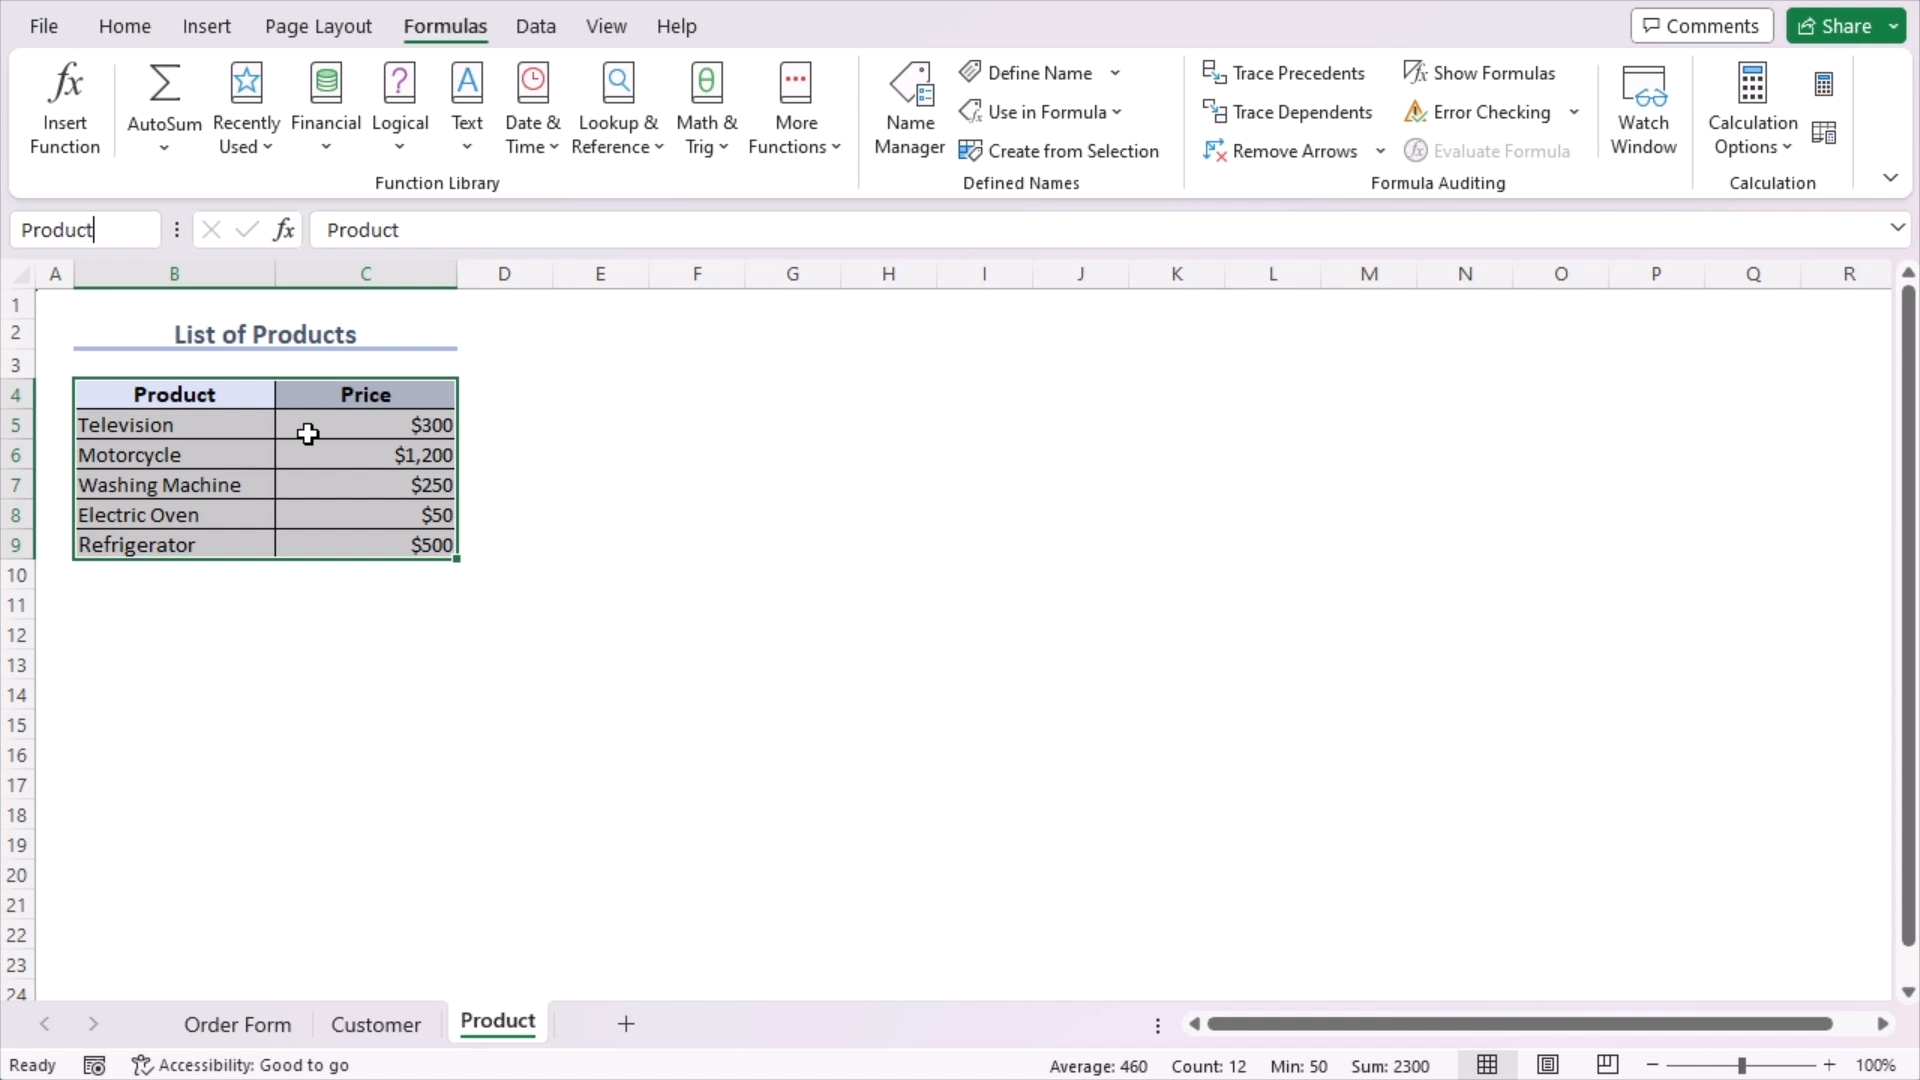 File Home Insert Page Layout Formulas Data View Help Comments Share
Insert Function
AutoSum
Recently Used
Financial
Logical
Text
Date & Time
Lookup & Reference
Math & Trig
More Functions
Function Library
Name Manager
Define Name
Use in Formula
Create from Selection
Defined Names
Trace Precedents
Trace Dependents
Remove Arrows
Show Formulas
Error Checking
Evaluate Formula
Formula Auditing
Watch Window
Calculation Options
Calculation
Product fx Product
A B C D E F G H I J K L M N O P Q R
1
2 List of Products
3
4 Product Price
5 Television $300
6 Motorcycle $1,200
7 Washing Machine $250
8 Electric Oven $50
9 Refrigerator $500
10
11
12
13
14
15
16
17
18
19
20
21
22
23
24
Order Form Customer Product +
Ready Accessibility: Good to go Average: 460 Count: 12 Min: 50 Sum: 2300 − + 100%